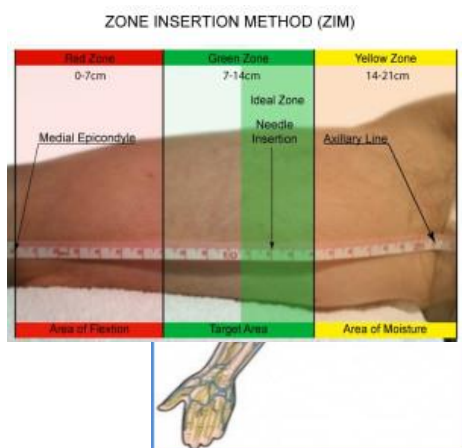 ZONE INSERTION METHOD (ZIM)
Red Zone
Green Zone
Yellow Zone
0-7cm
7-14cm
14-21cm
Ideal Zone
Needle
Insertion
Medial Epicondyle
Axillary Line
Area of Flextion
Target Area
Area of Moisture